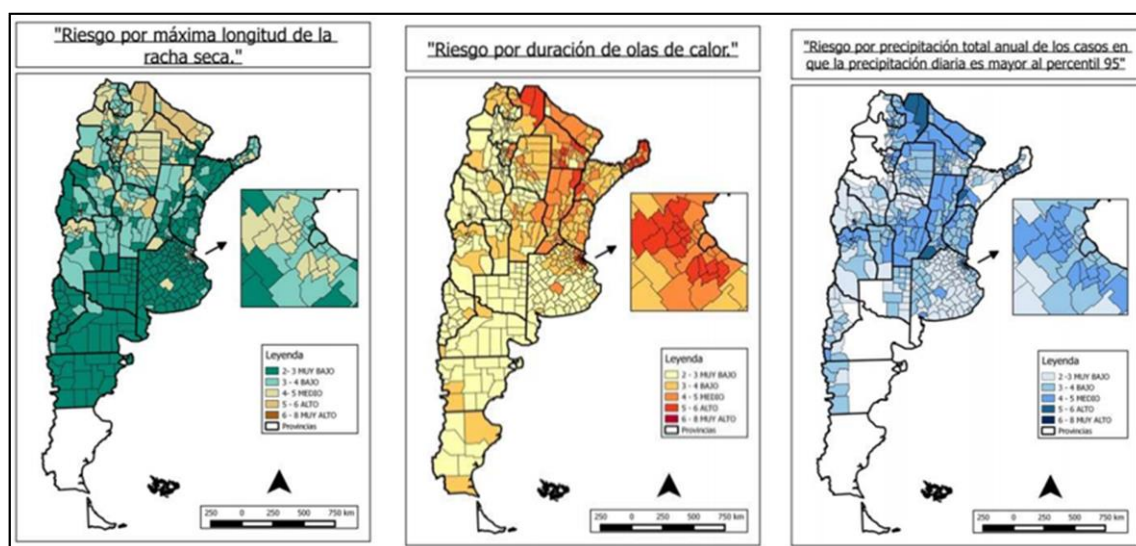 "Riesgo por máxima longitud de la
racha seca."
Leyenda
2- 3 MUY BAJO
3 - 4 BAJO
4 - 5 MEDIO
5 - 6 ALTO
6 - 8 MUY ALTO
Provincias
250 0 250 500 750 km
"Riesgo por duración de olas de calor."
Leyenda
2 - 3 MUY BAJO
3 - 4 BAJO
4 - 5 MEDIO
5 - 6 ALTO
6 - 8 MUY ALTO
Provincias
250 0 250 500 750 km
"Riesgo por precipitación total anual de los casos en
que la precipitación diaria es mayor al percentil 95"
Leyenda
2 -3 MUY BAJO
3 - 4 BAJO
4 - 5 MEDIO
5 - 6 ALTO
6 - 8 MUY ALTO
Provincias
250 0 250 500 750 km